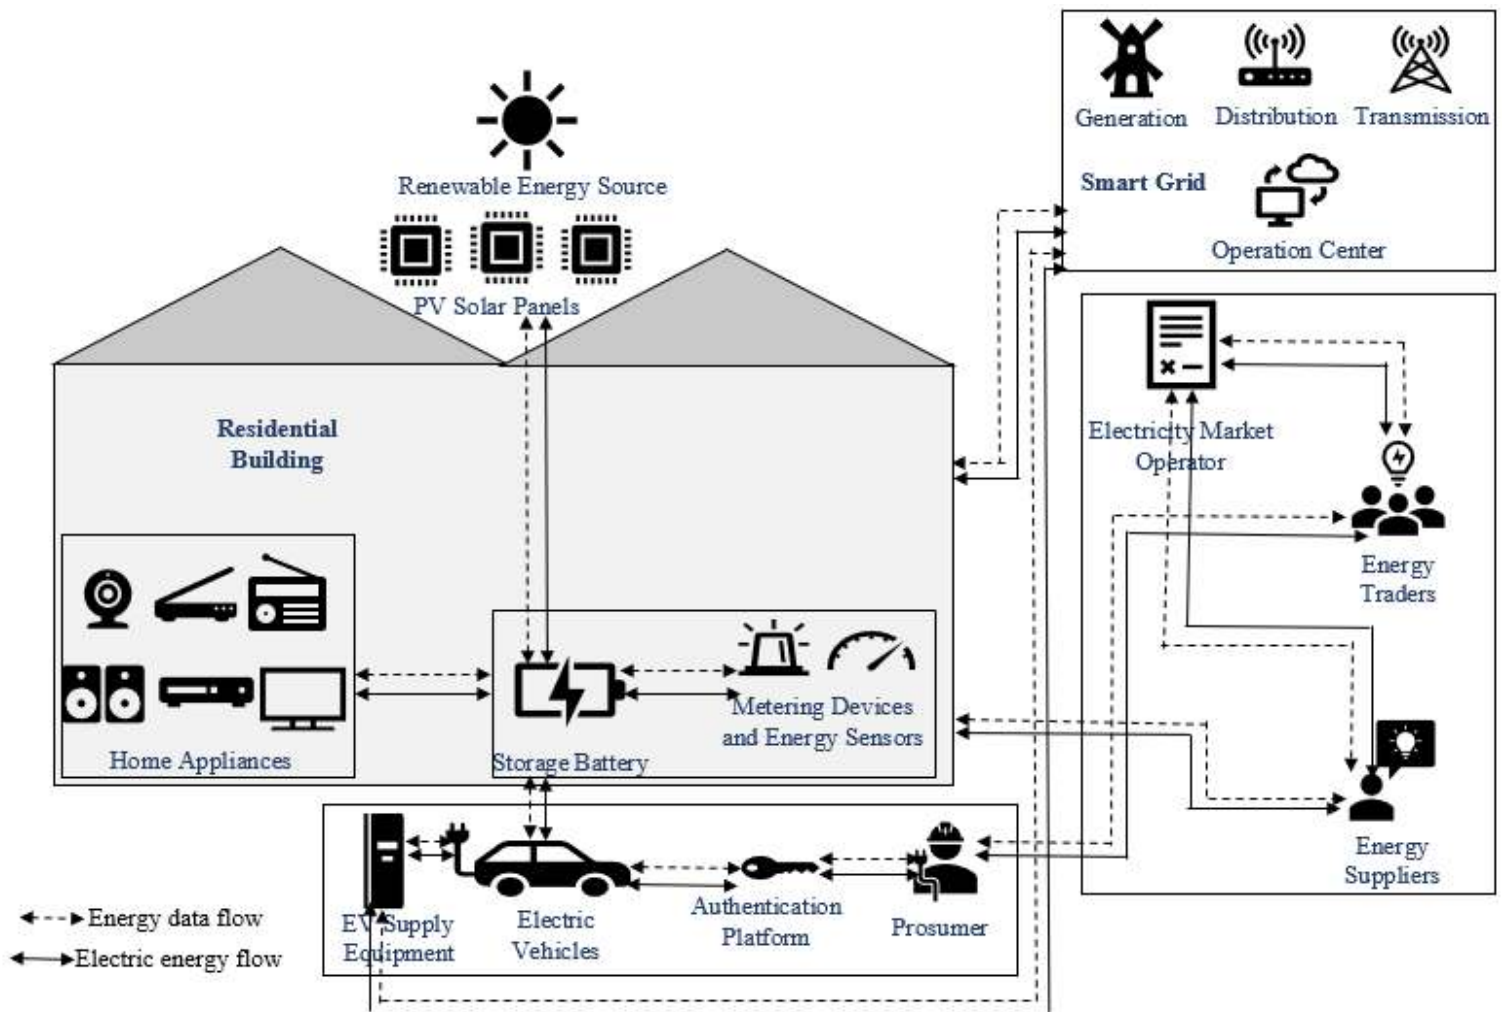 Generation
Distribution
Transmission
Smart Grid
Operation Center
Renewable Energy Source
PV Solar Panels
Residential
Building
Electricity Market
Operator
Energy
Traders
Home Appliances
Storage Battery
Metering Devices
and Energy Sensors
Energy
Suppliers
EV Supply
Equipment
Electric
Vehicles
Authentication
Platform
Prosumer
Energy data flow
Electric energy flow